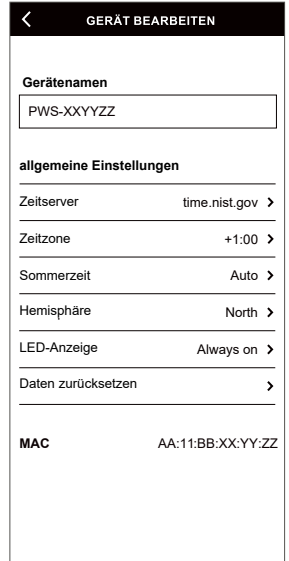 GERÄT BEARBEITEN
Gerätenamen
PWS-XXYYZZ
allgemeine Einstellungen
Zeitserver time.nist.gov
Zeitzone +1:00
Sommerzeit Auto
Hemisphäre North
LED-Anzeige Always on
Daten zurücksetzen
MAC AA:11:BB:XX:YY:ZZ